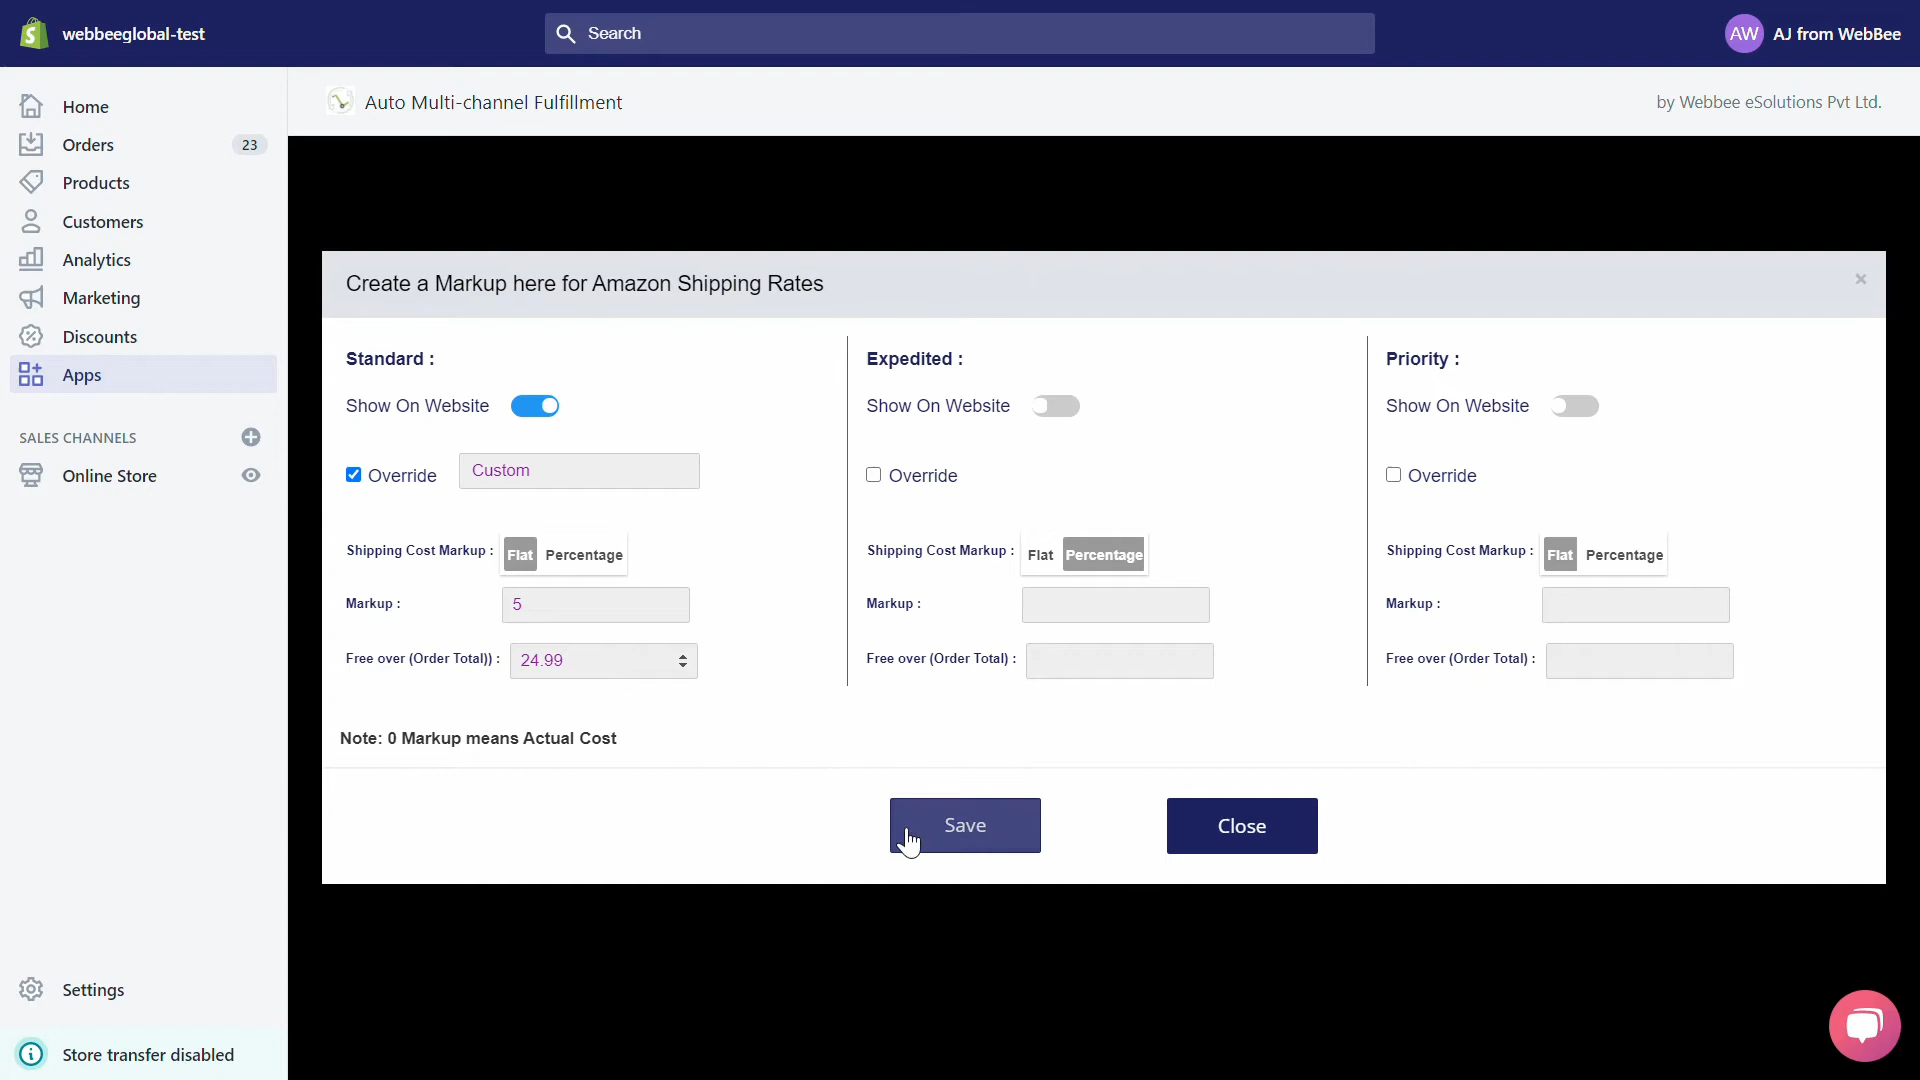 webbeeglobal-test
Search
AW AJ from WebBee
Home
Orders 23
Products
Customers
Analytics
Marketing
Discounts
Apps
SALES CHANNELS
Online Store
Settings
Store transfer disabled
Auto Multi-channel Fulfillment
by Webbee eSolutions Pvt Ltd.
Create a Markup here for Amazon Shipping Rates
×
Standard :
Show On Website
Override Custom
Shipping Cost Markup : Flat Percentage
Markup : 5
Free over (Order Total)) : 24.99
Expedited :
Show On Website
Override
Shipping Cost Markup : Flat Percentage
Markup :
Free over (Order Total) :
Priority :
Show On Website
Override
Shipping Cost Markup : Flat Percentage
Markup :
Free over (Order Total) :
Note: 0 Markup means Actual Cost
Save
Close